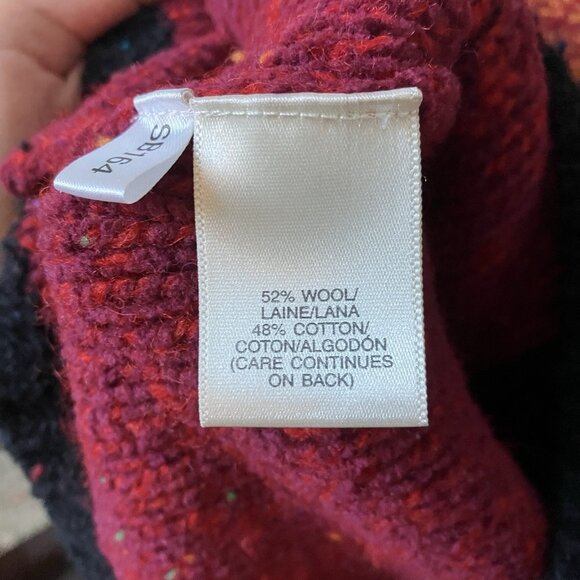 SB164
52% WOOL/
LAINE/LANA
48% COTTON/
COTON/ALGODÓN
(CARE CONTINUES
ON BACK)